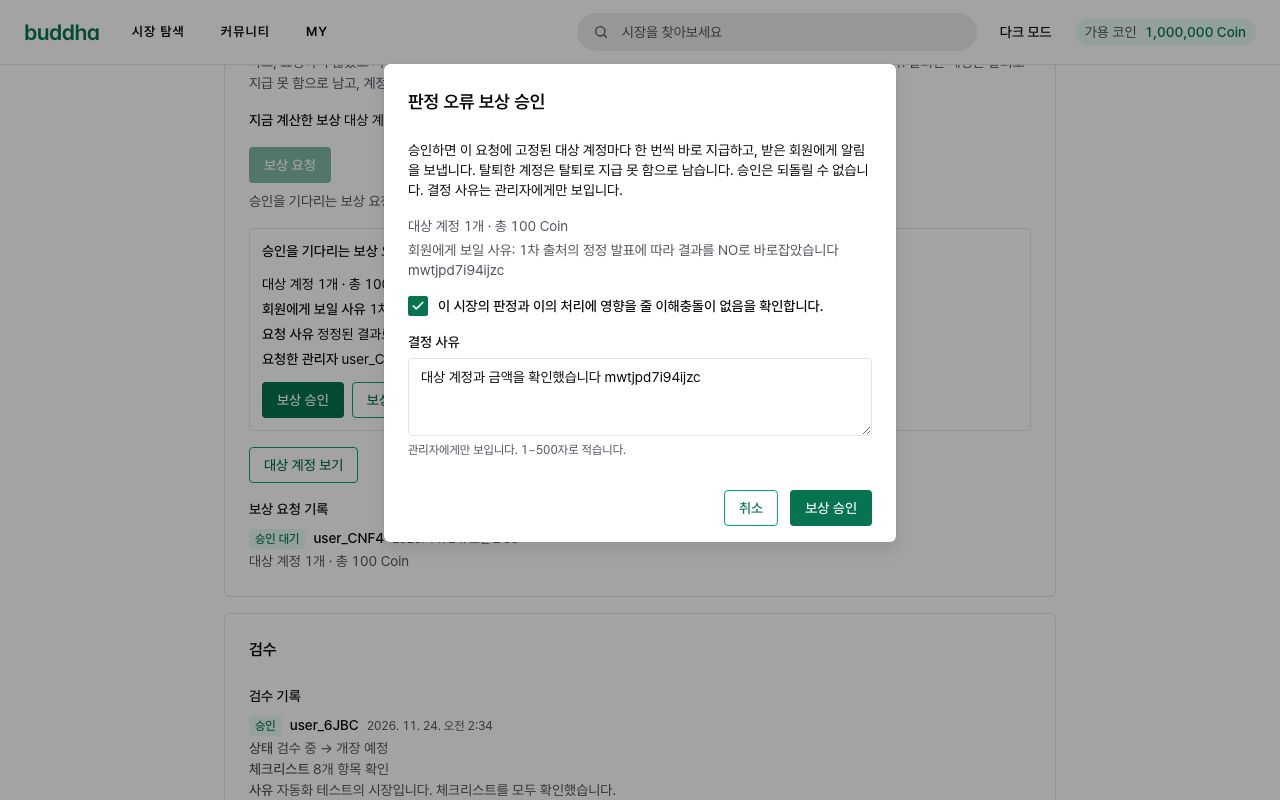 buddha
시장 탐색
커뮤니티
MY
시장을 찾아보세요
다크 모드
가용 코인 1,000,000 Coin
지급 못 함으로 남고, 계정
지금 계산한 보상 대상 계
보상 요청
승인을 기다리는 보상 요청
승인을 기다리는 보상
대상 계정 1개 · 총 100
회원에게 보일 사유 1차
요청 사유 정정된 결과
요청한 관리자 user_C
보상 승인
대상 계정 보기
보상 요청 기록
승인 대기 user_CNF4
대상 계정 1개 · 총 100 Coin
판정 오류 보상 승인
승인하면 이 요청에 고정된 대상 계정마다 한 번씩 바로 지급하고, 받은 회원에게 알림
을 보냅니다. 탈퇴한 계정은 탈퇴로 지급 못 함으로 남습니다. 승인은 되돌릴 수 없습니
다. 결정 사유는 관리자에게만 보입니다.
대상 계정 1개 · 총 100 Coin
회원에게 보일 사유: 1차 출처의 정정 발표에 따라 결과를 NO로 바로잡았습니다
mwtjpd7i94ijzc
이 시장의 판정과 이의 처리에 영향을 줄 이해충돌이 없음을 확인합니다.
결정 사유
대상 계정과 금액을 확인했습니다 mwtjpd7i94ijzc
관리자에게만 보입니다. 1~500자로 적습니다.
취소
보상 승인
검수
검수 기록
승인 user_6JBC 2026. 11. 24. 오전 2:34
상태 검수 중 → 개장 예정
체크리스트 8개 항목 확인
사유 자동화 테스트의 시장입니다. 체크리스트를 모두 확인했습니다.